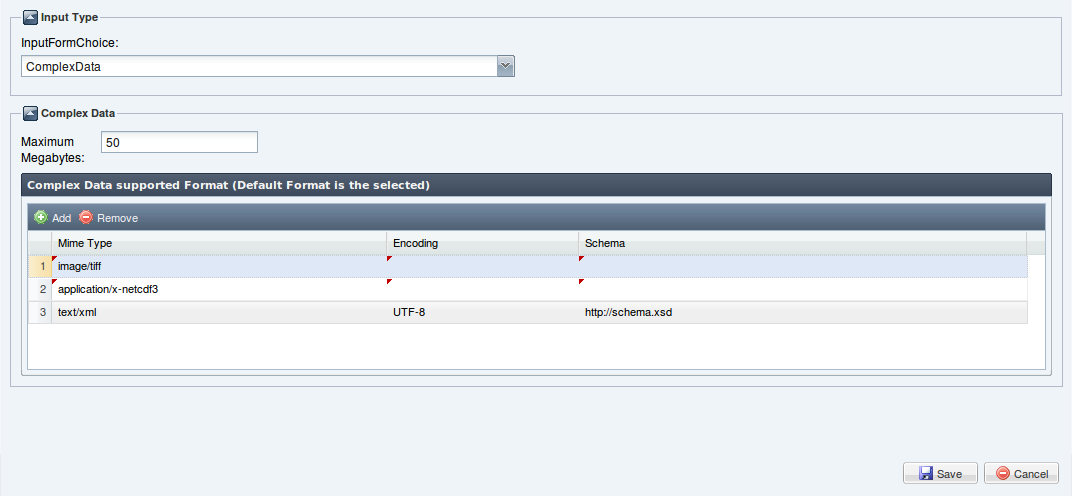 Input Type
InputFormChoice:
ComplexData
Complex Data
Maximum Megabytes:
50
Complex Data supported Format (Default Format is the selected)
Add Remove
Mime Type Encoding Schema
1 image/tiff
2 application/x-netcdf3
3 text/xml UTF-8 http://schema.xsd
Save Cancel